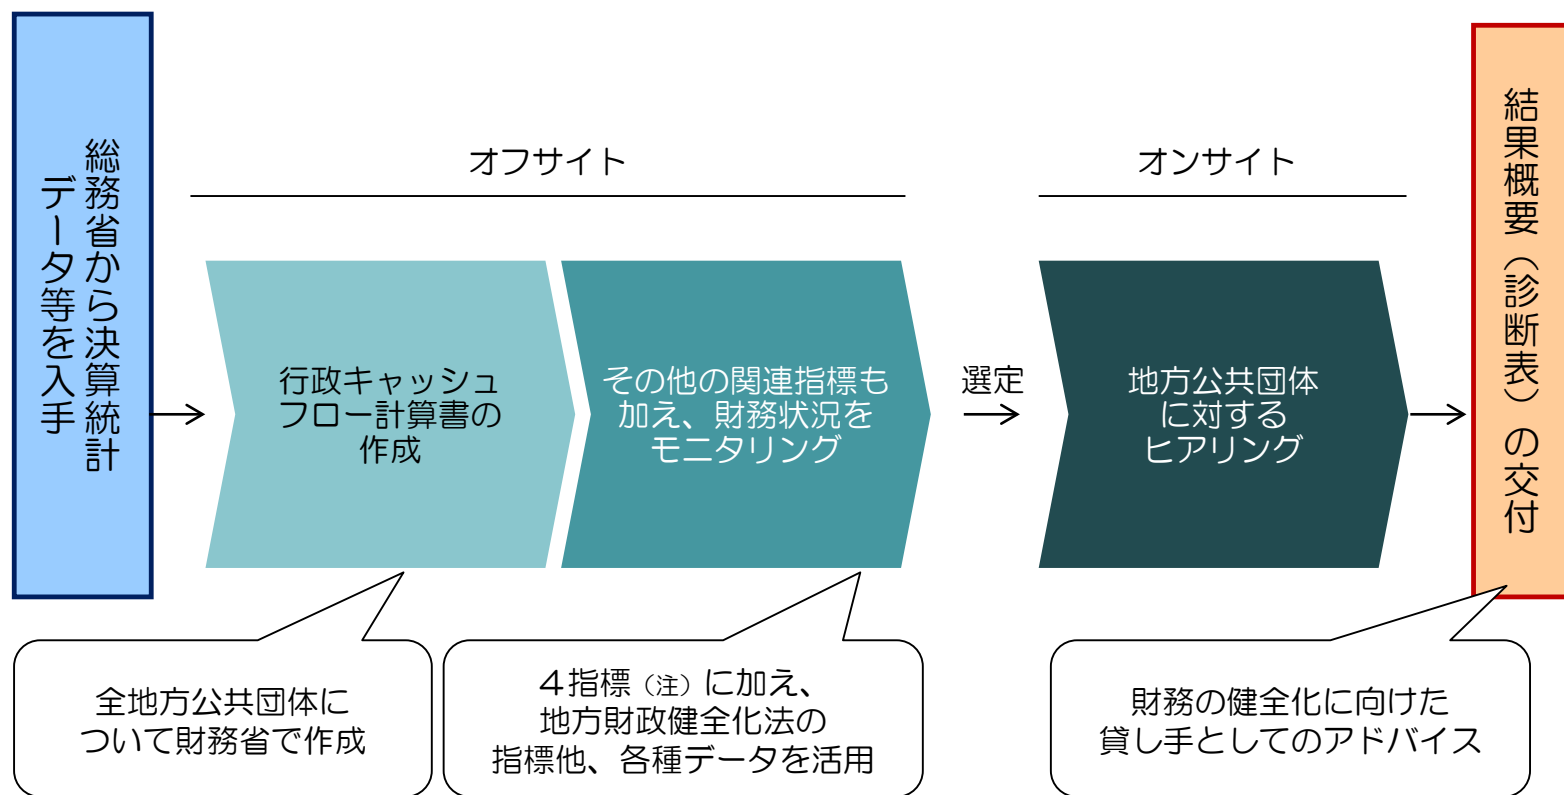 総務省から決算統計
データ等を入手
オフサイト
行政キャッシュ
フロー計算書の
作成
その他の関連指標も
加え、財務状況を
モニタリング
選定
オンサイト
地方公共団体
に対する
ヒアリング
結果概要（診断表）の交付
全地方公共団体に
ついて財務省で作成
４指標（注）に加え、
地方財政健全化法の
指標他、各種データを活用
財務の健全化に向けた
貸し手としてのアドバイス